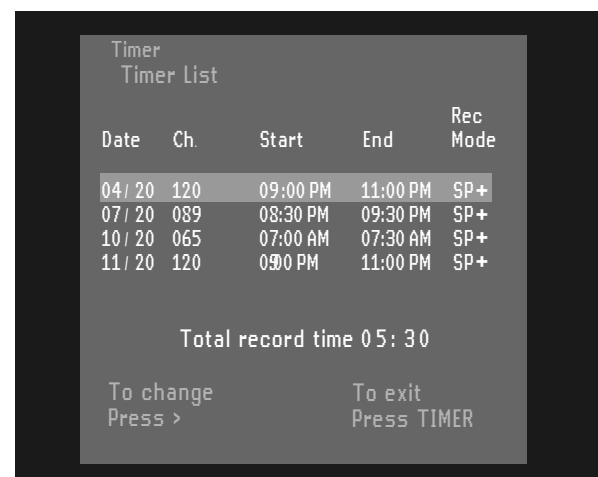 Timer
Timer List
Rec
Date Ch. Start End Mode
04/20 120 09:00 PM 11:00 PM SP+
07/20 089 08:30 PM 09:30 PM SP+
10/20 065 07:00 AM 07:30 AM SP+
11/20 120 09:00 PM 11:00 PM SP+
Total record time 05:30
To change To exit
Press > Press TIMER